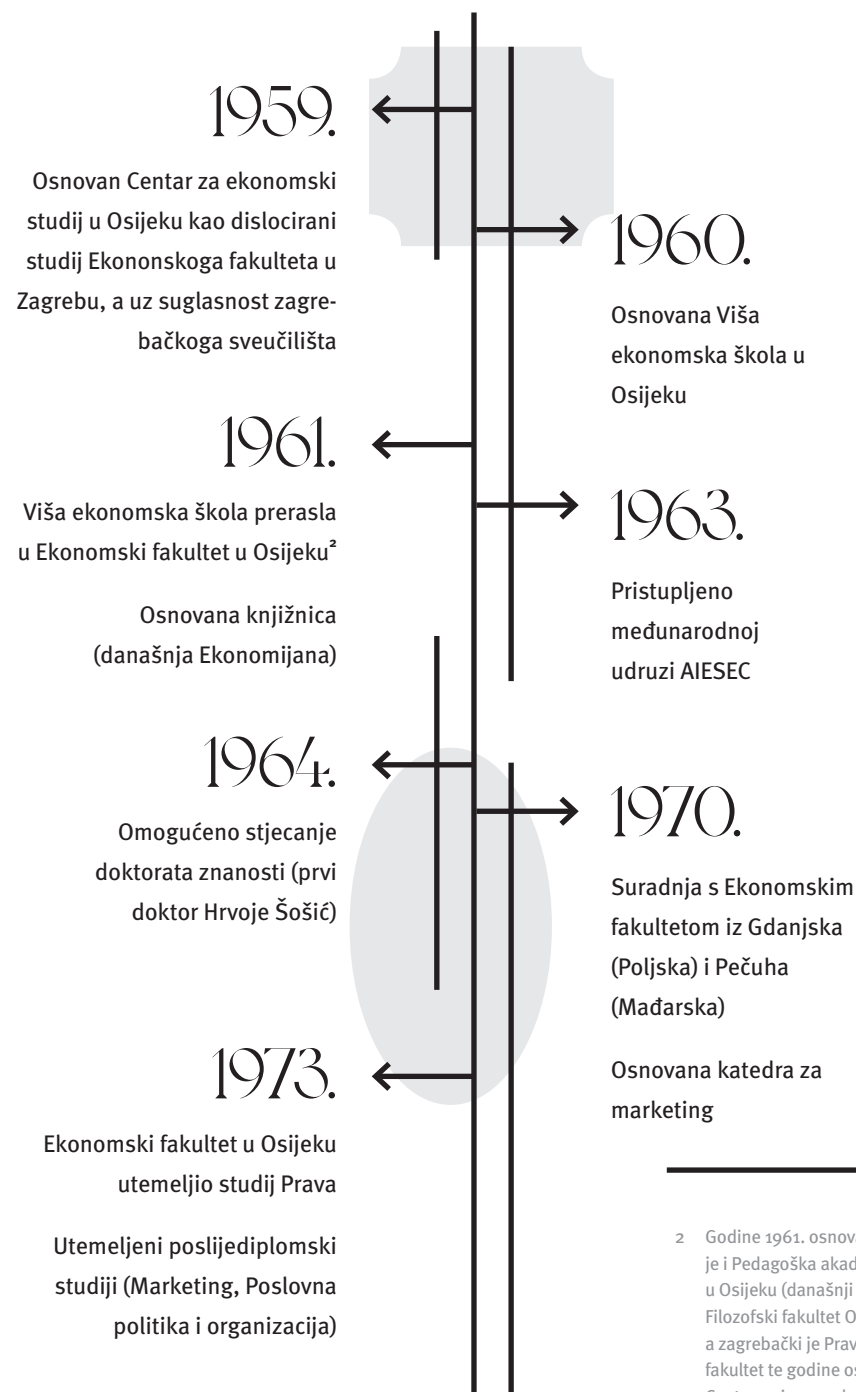 1959.
Osnovan Centar za ekonomski
studij u Osijeku kao dislocirani
studij Ekononskoga fakulteta u
Zagrebu, a uz suglasnost zagre-
bačkoga sveučilišta
1960.
Osnovana Viša
ekonomska škola u
Osijeku
1961.
Viša ekonomska škola prerasla
u Ekonomski fakultet u Osijeku²
Osnovana knjižnica
(današnja Ekonomijana)
1963.
Pristupljeno
međunarodnoj
udruzi AIESEC
1964.
Omogućeno stjecanje
doktorata znanosti (prvi
doktor Hrvoje Šošić)
1970.
Suradnja s Ekonomskim
fakultetom iz Gdanjska
(Poljska) i Pečuha
(Mađarska)
Osnovana katedra za
marketing
1973.
Ekonomski fakultet u Osijeku
utemeljio studij Prava
Utemeljeni poslijediplomski
studiji (Marketing, Poslovna
politika i organizacija)
2 Godine 1961.
je i Pedagoška
u Osijeku (današnji
Filozofski fakultet
a zagrebački je
fakultet te godine